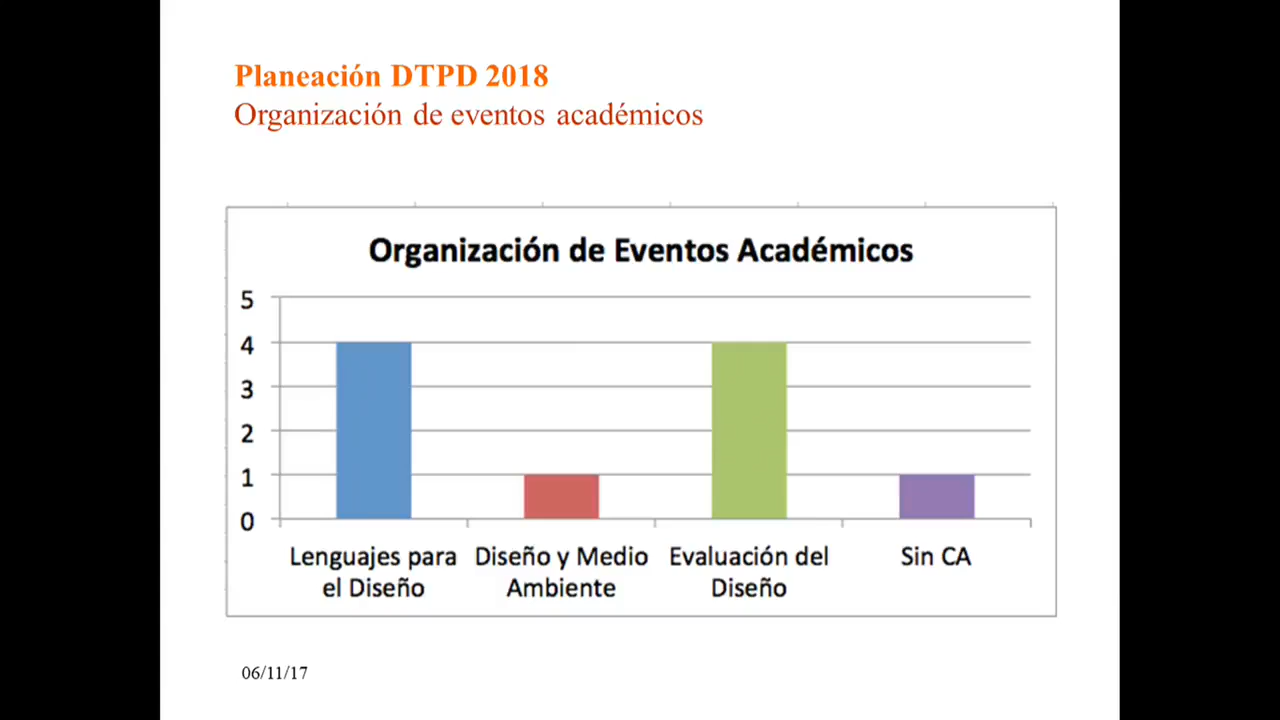 Planeación DTPD 2018
Organización de eventos académicos
Organización de Eventos Académicos
5
4
3
2
1
0
Lenguajes para el Diseño
Diseño y Medio Ambiente
Evaluación del Diseño
Sin CA
06/11/17